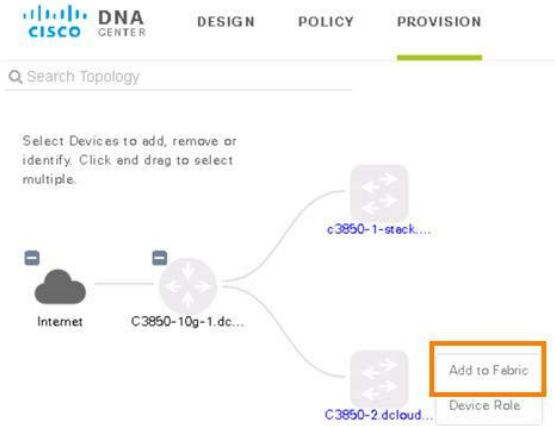 CISCO DNA CENTER DESIGN POLICY PROVISION
Search Topology
Select Devices to add, remove or
identify. Click and drag to select
multiple.
c3850-1-stack....
Internet C3850-10g-1.dc...
Add to Fabric
Device Role
C3850-2.dcloud...